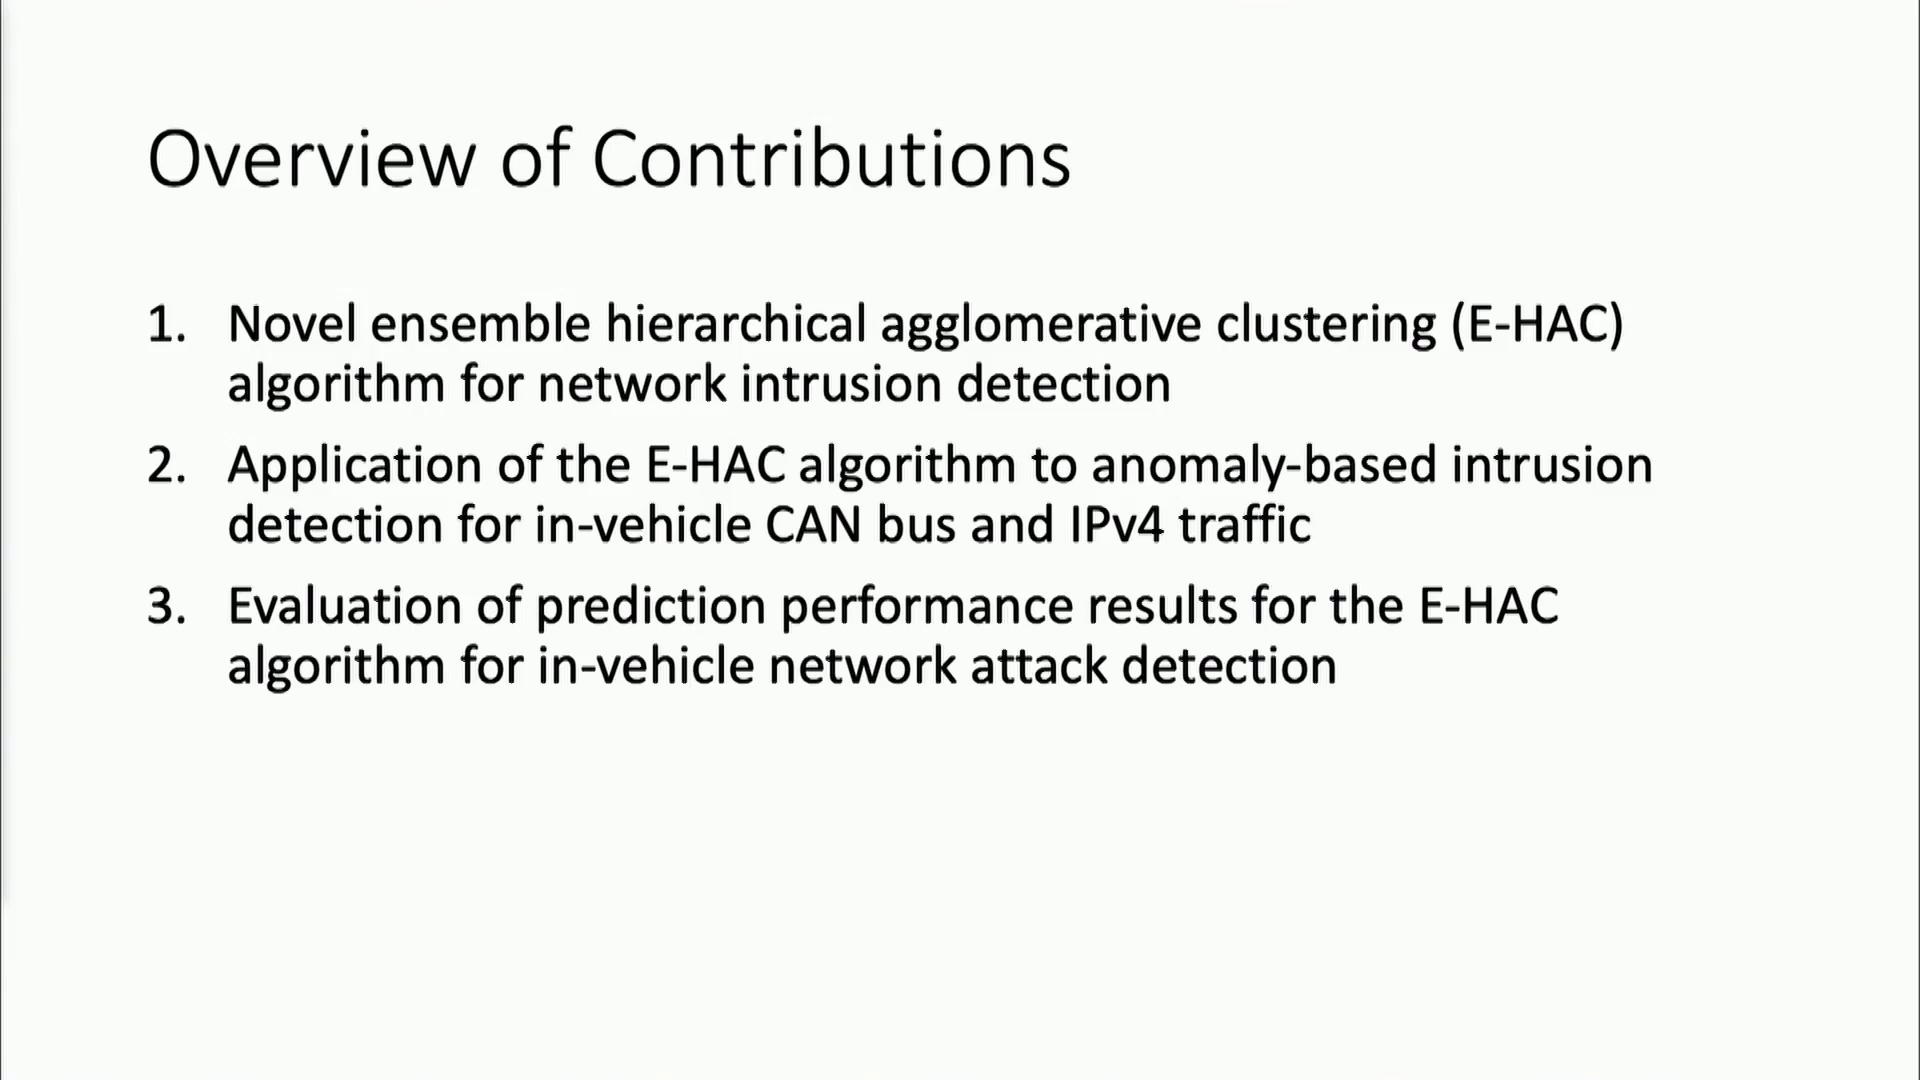 Overview of Contributions
1. Novel ensemble hierarchical agglomerative clustering (E-HAC)
algorithm for network intrusion detection
2. Application of the E-HAC algorithm to anomaly-based intrusion
detection for in-vehicle CAN bus and IPv4 traffic
3. Evaluation of prediction performance results for the E-HAC
algorithm for in-vehicle network attack detection